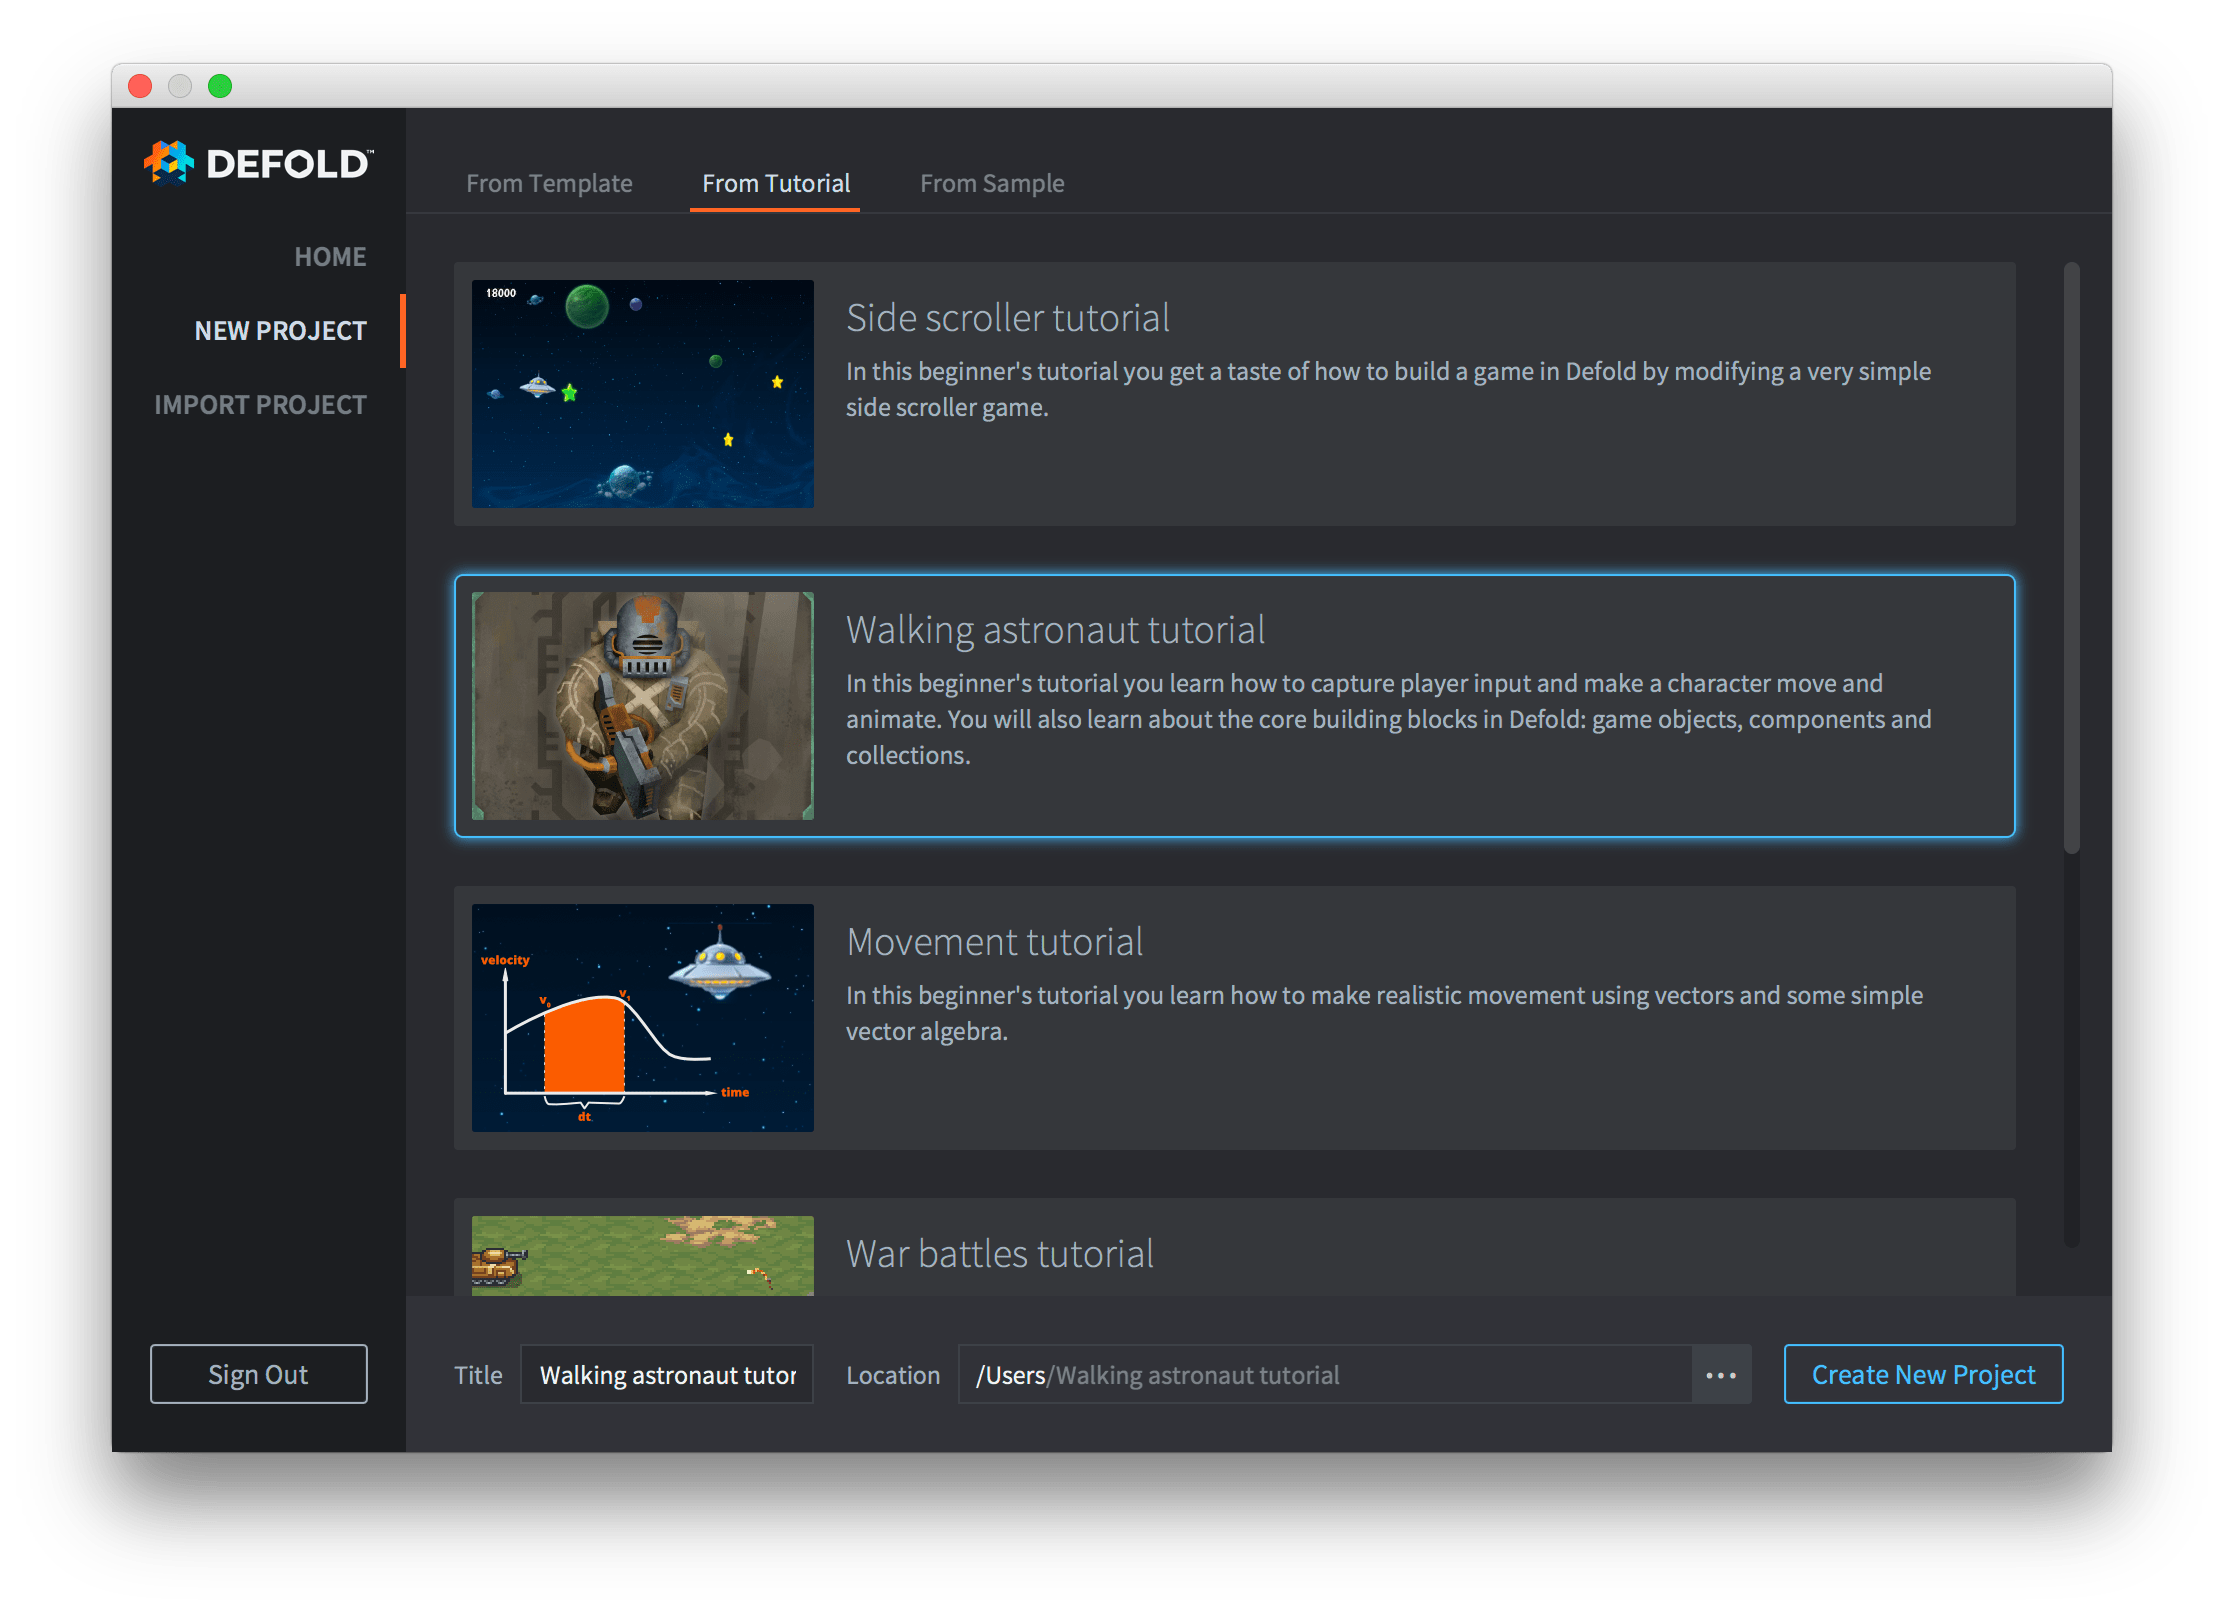 DEFOLD™
HOME
NEW PROJECT
IMPORT PROJECT
Sign Out
From Template
From Tutorial
From Sample
18000
Side scroller tutorial
In this beginner's tutorial you get a taste of how to build a game in Defold by modifying a very simple
side scroller game.
Walking astronaut tutorial
In this beginner's tutorial you learn how to capture player input and make a character move and
animate. You will also learn about the core building blocks in Defold: game objects, components and
collections.
velocity
v₀
v₁
time
dt
Movement tutorial
In this beginner's tutorial you learn how to make realistic movement using vectors and some simple
vector algebra.
War battles tutorial
Title
Walking astronaut tutor
Location
/Users/Walking astronaut tutorial
...
Create New Project